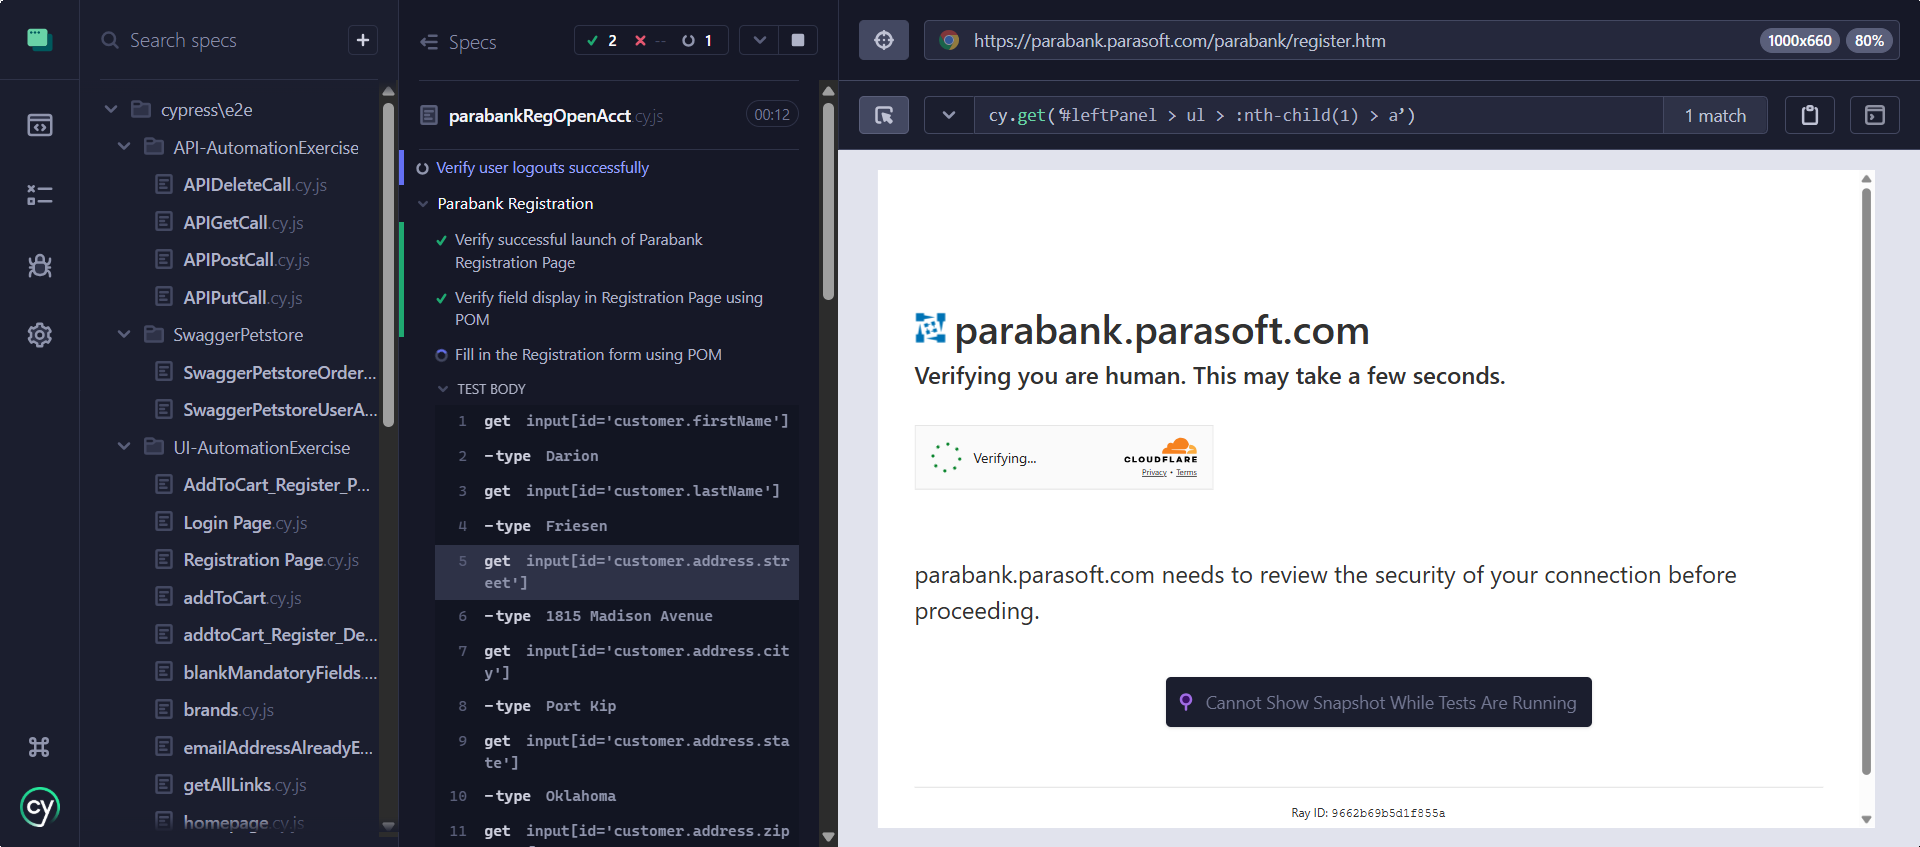 Search specs
+
cypress\e2e
API-AutomationExercise
APIDeleteCall.cy.js
APIGetCall.cy.js
APIPostCall.cy.js
APIPutCall.cy.js
SwaggerPetstore
SwaggerPetstoreOrder...
SwaggerPetstoreUserA...
UI-AutomationExercise
AddToCart_Register_P...
Login Page.cy.js
Registration Page.cy.js
addToCart.cy.js
addtoCart_Register_De...
blankMandatoryFields....
brands.cy.js
emailAddressAlreadyE...
getAllLinks.cy.js
homepage.cy.js
cy
Specs
2
--
1
parabankRegOpenAcct.cy.js
00:12
Verify user logouts successfully
Parabank Registration
Verify successful launch of Parabank
Registration Page
Verify field display in Registration Page using
POM
Fill in the Registration form using POM
TEST BODY
1 get input[id='customer.firstName']
2 -type Darion
3 get input[id='customer.lastName']
4 -type Friesen
5 get input[id='customer.address.str
eet']
6 -type 1815 Madison Avenue
7 get input[id='customer.address.cit
y']
8 -type Port Kip
9 get input[id='customer.address.sta
te']
10 -type Oklahoma
11 get input[id='customer.address.zip
https://parabank.parasoft.com/parabank/register.htm
1000x660
80%
cy.get('#leftPanel > ul > :nth-child(1) > a')
1 match
parabank.parasoft.com
Verifying you are human. This may take a few seconds.
Verifying...
CLOUDFLARE
Privacy • Terms
parabank.parasoft.com needs to review the security of your connection before
proceeding.
Cannot Show Snapshot While Tests Are Running
Ray ID: 9662b69b5d1f855a